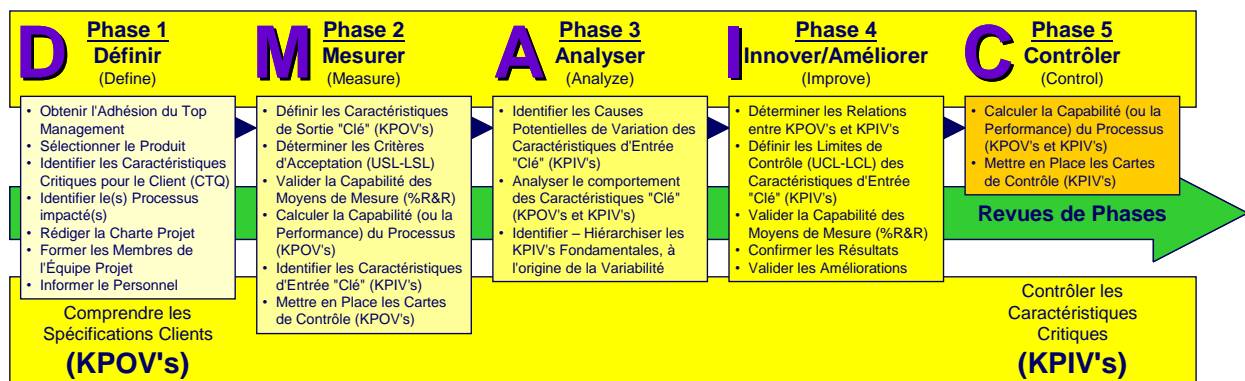 D
Phase 1
Définir
(Define)
• Obtenir l'Adhésion du Top
Management
• Sélectionner le Produit
• Identifier les Caractéristiques
Critiques pour le Client (CTQ)
• Identifier le(s) Processus
impacté(s)
• Rédiger la Charte Projet
• Former les Membres de
l'Équipe Projet
• Informer le Personnel
M
Phase 2
Mesurer
(Measure)
• Définir les Caractéristiques
de Sortie "Clé" (KPOV's)
• Déterminer les Critères
d'Acceptation (USL-LSL)
• Valider la Capabilité des
Moyens de Mesure (%R&R)
• Calculer la Capabilité (ou la
Performance) du Processus
(KPOV's)
• Identifier les Caractéristiques
d'Entrée "Clé" (KPIV's)
• Mettre en Place les Cartes
de Contrôle (KPOV's)
A
Phase 3
Analyser
(Analyze)
• Identifier les Causes
Potentielles de Variation des
Caractéristiques d'Entrée
"Clé" (KPIV's)
• Analyser le comportement
des Caractéristiques "Clé"
(KPOV's et KPIV's)
• Identifier – Hiérarchiser les
KPIV's Fondamentales, à
l'origine de la Variabilité
I
Phase 4
Innover/Améliorer
(Improve)
• Déterminer les Relations
entre KPOV's et KPIV's
• Définir les Limites de
Contrôle (UCL-LCL) des
Caractéristiques d'Entrée
"Clé" (KPIV's)
• Valider la Capabilité des
Moyens de Mesure (%R&R)
• Confirmer les Résultats
• Valider les Améliorations
C
Phase 5
Contrôler
(Control)
• Calculer la Capabilité (ou la
Performance) du Processus
(KPOV's et KPIV's)
• Mettre en Place les Cartes
de Contrôle (KPIV's)
Revues de Phases
Comprendre les
Spécifications Clients
(KPOV's)
Contrôler les
Caractéristiques
Critiques
(KPIV's)